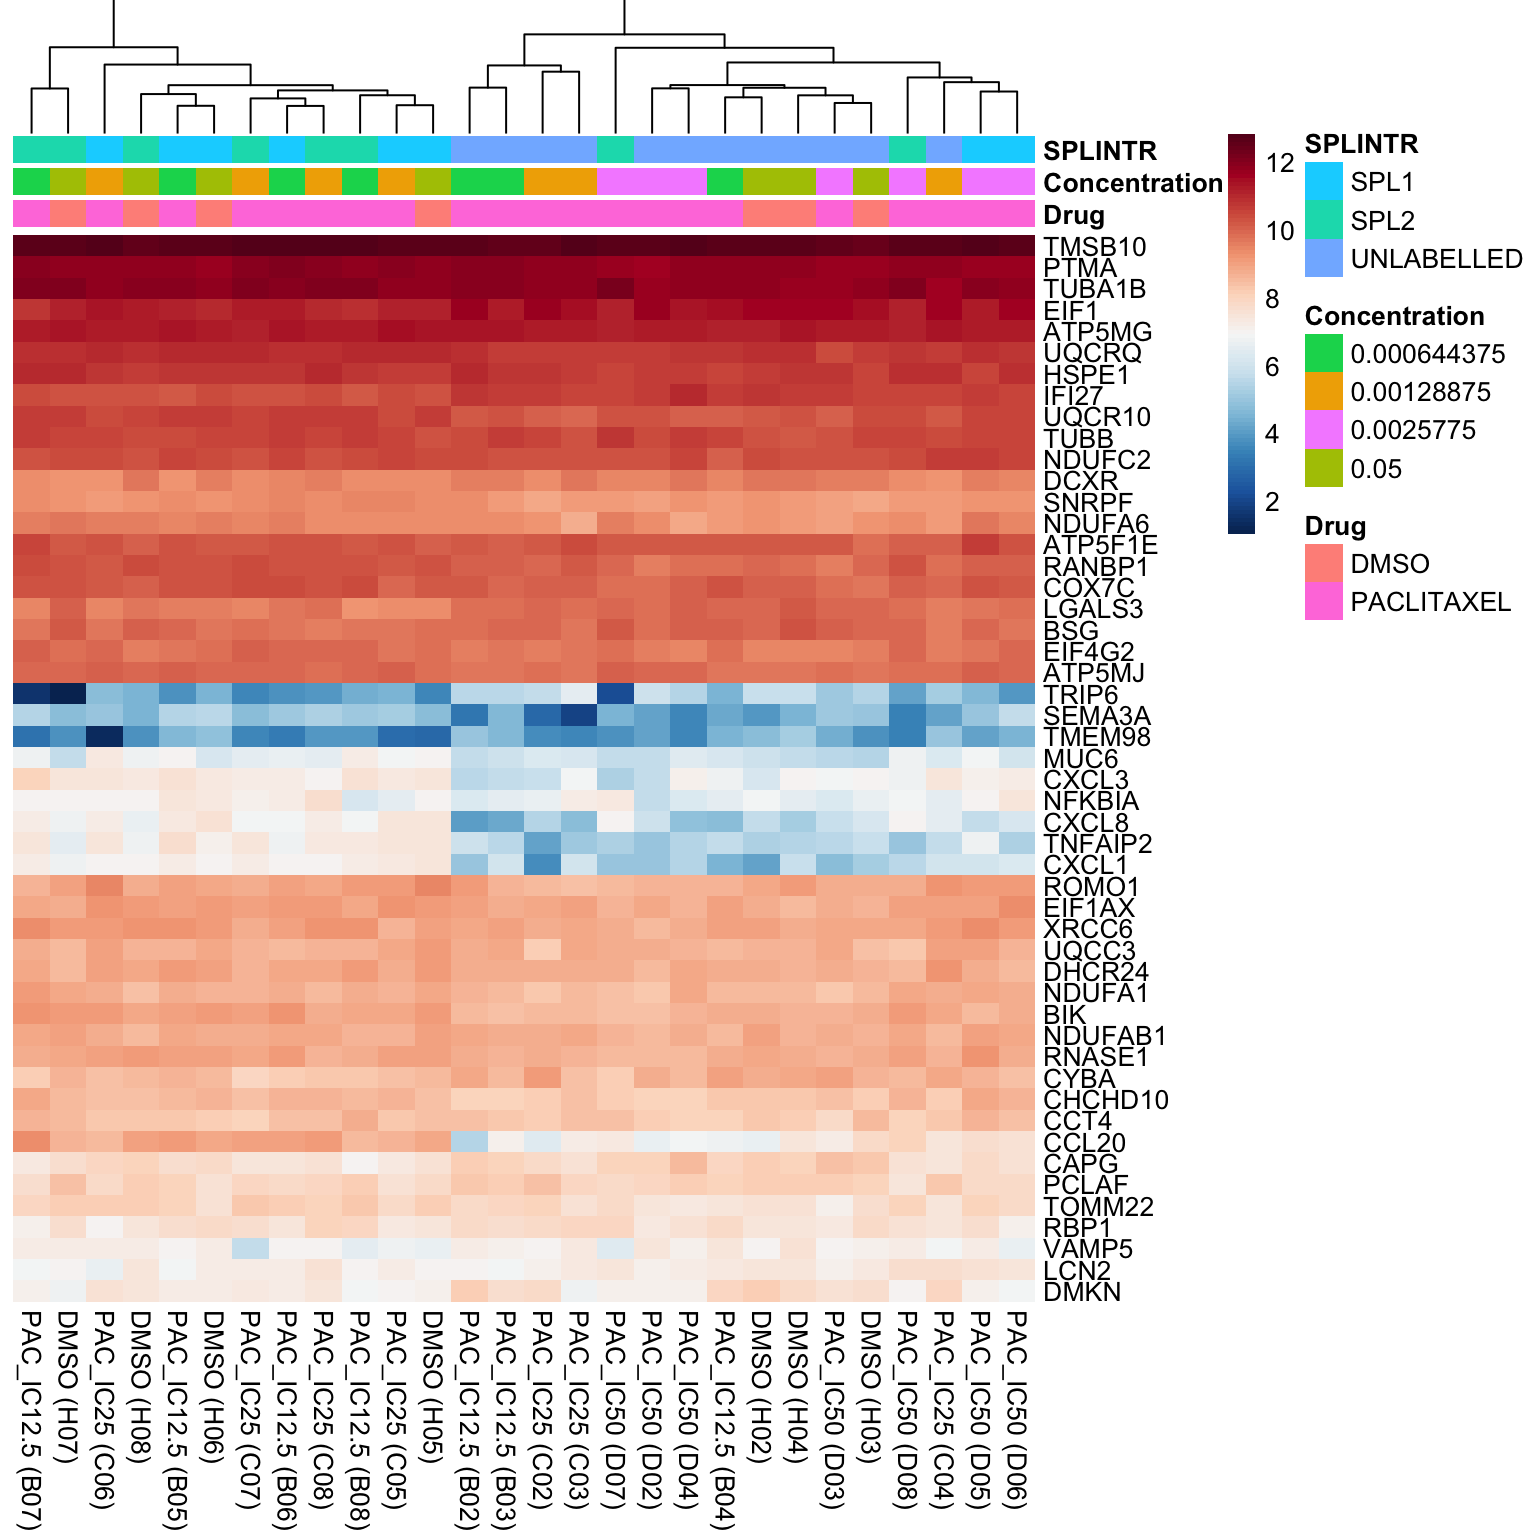 SPLINTR
Concentration
Drug
TMSB10
PTMA
TUBA1B
EIF1
ATP5MG
UQCRQ
HSPE1
IFI27
UQCR10
TUBB
NDUFC2
DCXR
SNRPF
NDUFA6
ATP5F1E
RANBP1
COX7C
LGALS3
BSG
EIF4G2
ATP5MJ
TRIP6
SEMA3A
TMEM98
MUC6
CXCL3
NFKBIA
CXCL8
TNFAIP2
CXCL1
ROMO1
EIF1AX
XRCC6
UQCC3
DHCR24
NDUFA1
BIK
NDUFAB1
RNASE1
CYBA
CHCHD10
CCT4
CCL20
CAPG
PCLAF
TOMM22
RBP1
VAMP5
LCN2
DMKN
PAC_IC12.5 (B07)
DMSO (H07)
PAC_IC25 (C06)
DMSO (H08)
PAC_IC12.5 (B05)
DMSO (H06)
PAC_IC25 (C07)
PAC_IC12.5 (B06)
PAC_IC25 (C08)
PAC_IC12.5 (B08)
PAC_IC25 (C05)
DMSO (H05)
PAC_IC12.5 (B02)
PAC_IC12.5 (B03)
PAC_IC25 (C02)
PAC_IC25 (C03)
PAC_IC50 (D07)
PAC_IC50 (D02)
PAC_IC50 (D04)
PAC_IC12.5 (B04)
DMSO (H02)
DMSO (H04)
PAC_IC50 (D03)
DMSO (H03)
PAC_IC50 (D08)
PAC_IC25 (C04)
PAC_IC50 (D05)
PAC_IC50 (D06)
12
10
8
6
4
2
SPLINTR
SPL1
SPL2
UNLABELLED
Concentration
0.000644375
0.00128875
0.0025775
0.05
Drug
DMSO
PACLITAXEL